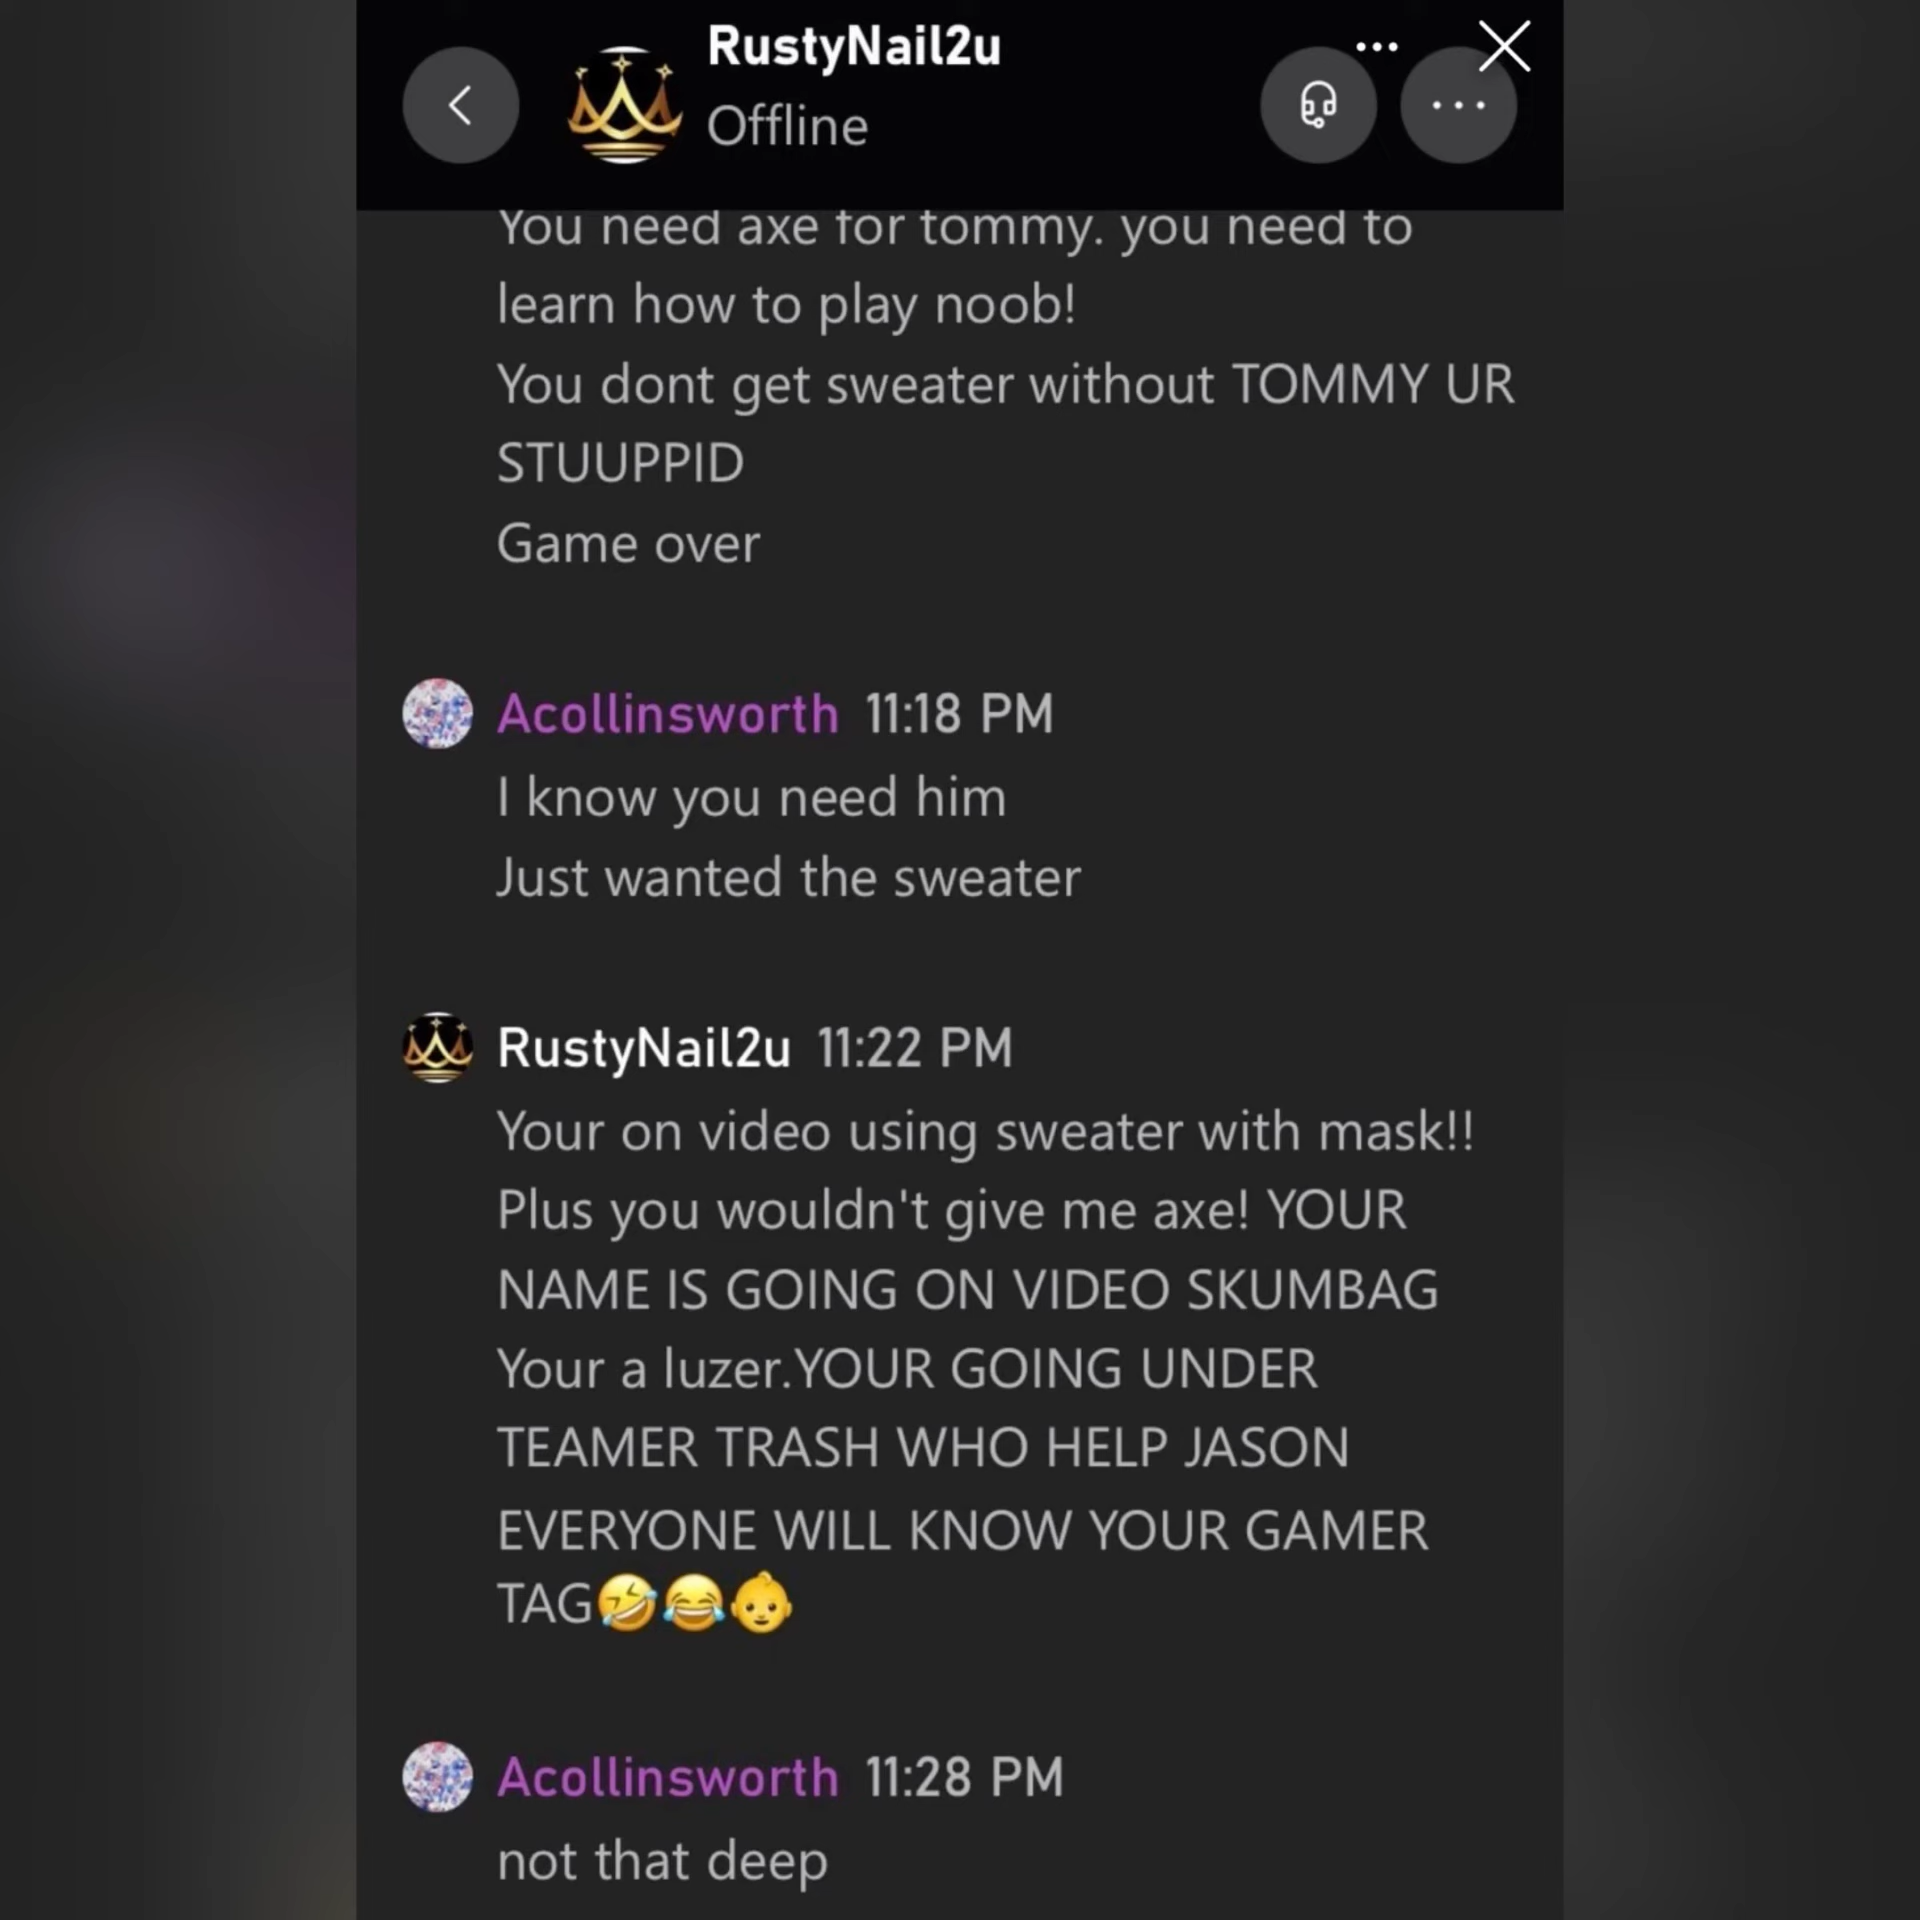 RustyNail2u
Offline
You need axe for tommy. you need to
learn how to play noob!
You dont get sweater without TOMMY UR
STUUPPID
Game over
Acollinsworth 11:18 PM
I know you need him
Just wanted the sweater
RustyNail2u 11:22 PM
Your on video using sweater with mask!!
Plus you wouldn't give me axe! YOUR
NAME IS GOING ON VIDEO SKUMBAG
Your a luzer.YOUR GOING UNDER
TEAMER TRASH WHO HELP JASON
EVERYONE WILL KNOW YOUR GAMER
TAG🤣😂👶
Acollinsworth 11:28 PM
not that deep